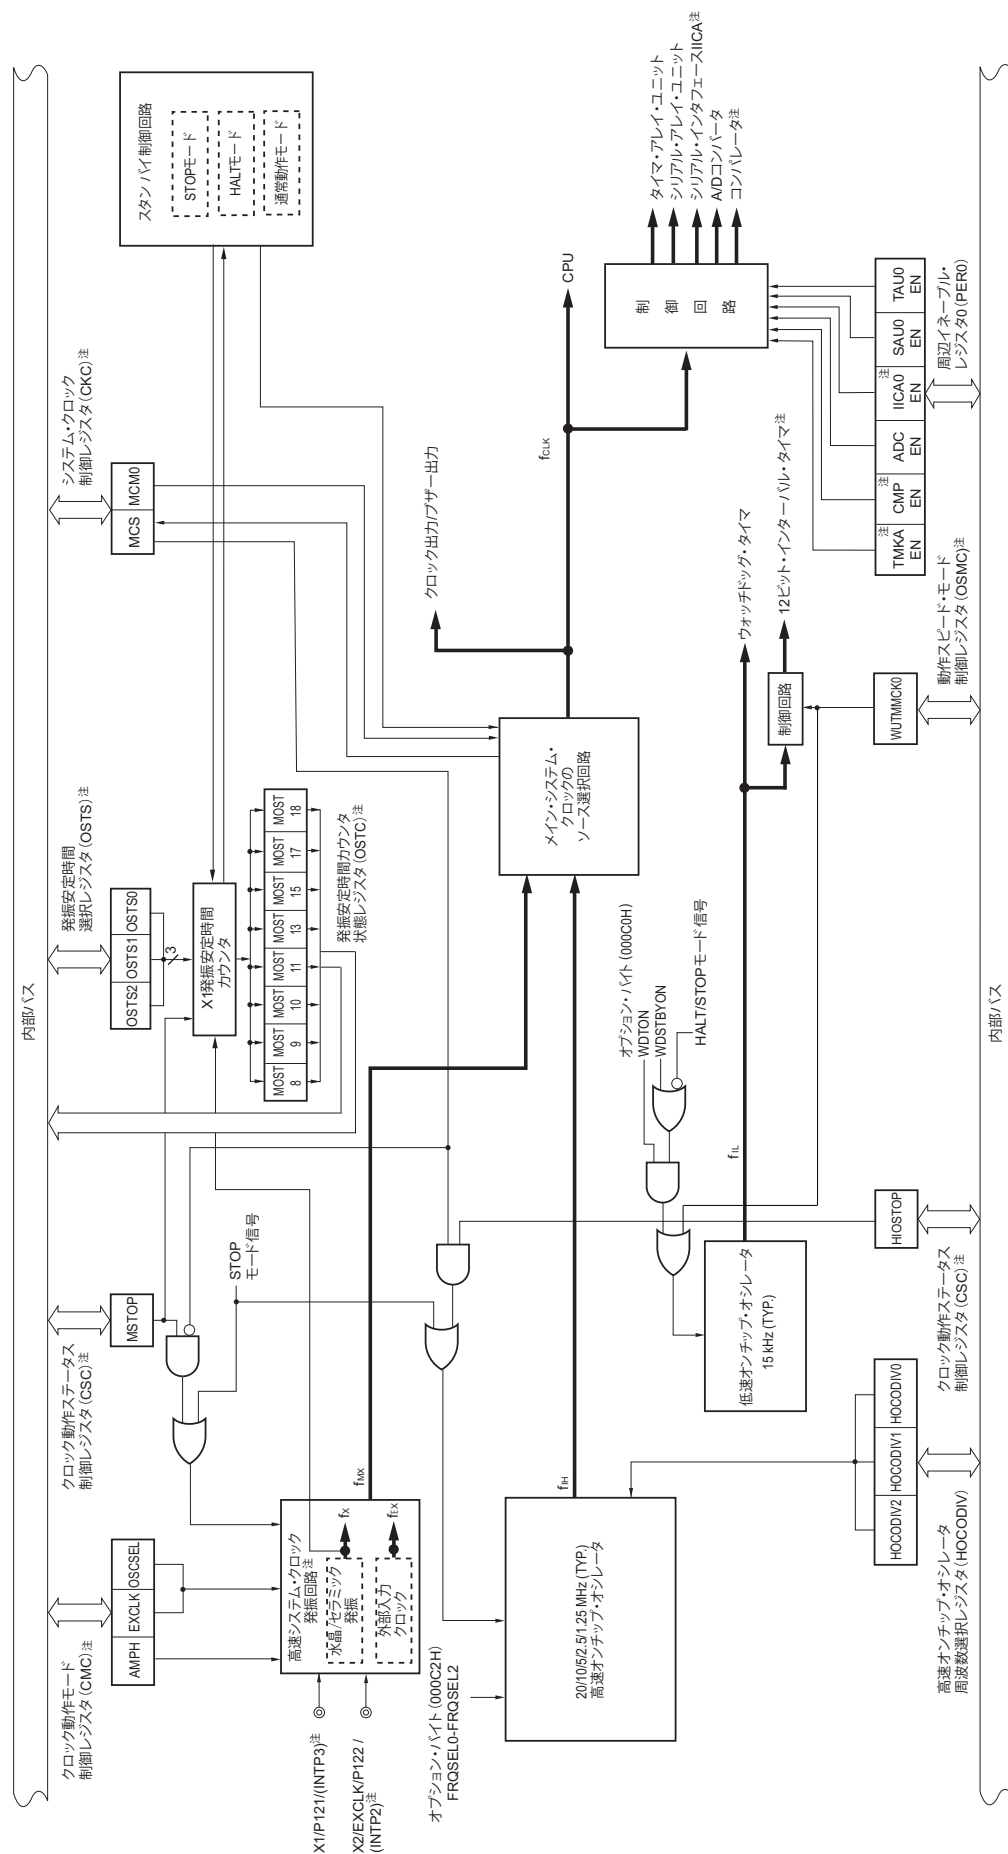 内部バス
クロック動作モード
制御レジスタ(CMC)注
AMPH EXCLK OSCSEL
クロック動作ステータス
制御レジスタ(CSC)注
MSTOP
発振安定時間
選択レジスタ(OSTS)注
OSTS2 OSTS1 OSTS0
3
システム・クロック
制御レジスタ(CKC)注
MCS MCM0
スタンバイ制御回路
STOPモード
HALTモード
通常動作モード
STOP
モード信号
X1発振安定時間
カウンタ
MOST
8
MOST
9
MOST
10
MOST
11
MOST
13
MOST
15
MOST
17
MOST
18
発振安定時間カウンタ
状態レジスタ(OSTC)注
高速システム・クロック
発振回路注
水晶/セラミック
発振
fX
外部入力
クロック
fEX
X1/P121/(INTP3)注
X2/EXCLK/P122/
(INTP2)注
fMX
メイン・システム・
クロックの
ソース選択回路
クロック出力/ブザー出力
fCLK
CPU
オプション・バイト(000C2H)
FRQSEL0-FRQSEL2
20/10/5/2.5/1.25 MHz (TYP.)
高速オンチップ・オシレータ
fIH
オプション・バイト(000C0H)
WDTON
WDSTBYON
HALT/STOPモード信号
低速オンチップ・オシレータ
15 kHz (TYP.)
fIL
ウォッチドッグ・タイマ
制御回路
12ビット・インターバル・タイマ注
制御回路
タイマ・アレイ・ユニット
シリアル・アレイ・ユニット
シリアル・インタフェースIICA注
A/Dコンバータ
コンパレータ注
HOCODIV2 HOCODIV1 HOCODIV0
高速オンチップ・オシレータ
周波数選択レジスタ(HOCODIV)
HIOSTOP
クロック動作ステータス
制御レジスタ(CSC)注
WUTMMCK0
動作スピード・モード
制御レジスタ(OSMC)注
注
TMKA
EN
注
CMP
EN
ADC
EN
注
IICA0
EN
SAU0
EN
TAU0
EN
周辺イネーブル・
レジスタ0(PER0)
内部バス